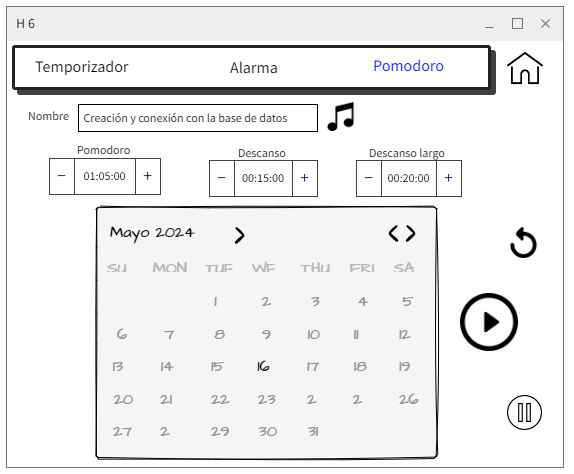 H 6
Temporizador Alarma Pomodoro
Nombre Creación y conexión con la base de datos
Pomodoro Descanso Descanso largo
− 01:05:00 + − 00:15:00 + − 00:20:00 +
Mayo 2024
SU MON TUE WE THU FRI SA
1 2 3 4 5
6 7 8 9 10 11 12
13 14 15 16 17 18 19
20 21 22 23 2 2 26
27 2 29 30 31